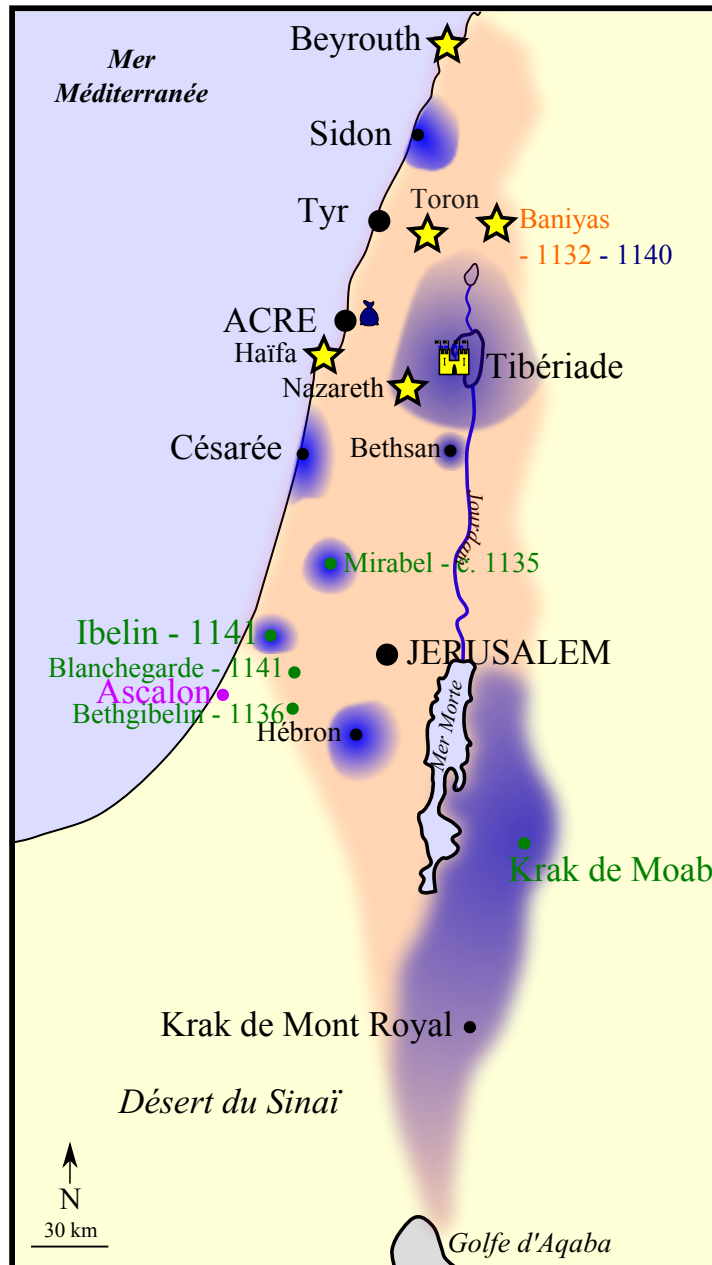 Beyrouth
Mer
Méditerranée
Sidon
Toron
Tyr
Baniyas
- 1132 - 1140
ACRE
Haïfa
Tibériade
Nazareth
Césarée
Bethsan
Jourdain
Mirabel - c. 1135
Ibelin - 1141
JERUSALEM
Blanchegarde - 1141
Ascalon
Bethgibelin - 1136
Hébron
Mer Morte
Krak de Moab
Krak de Mont Royal
Désert du Sinaï
N
30 km
Golfe d'Aqaba